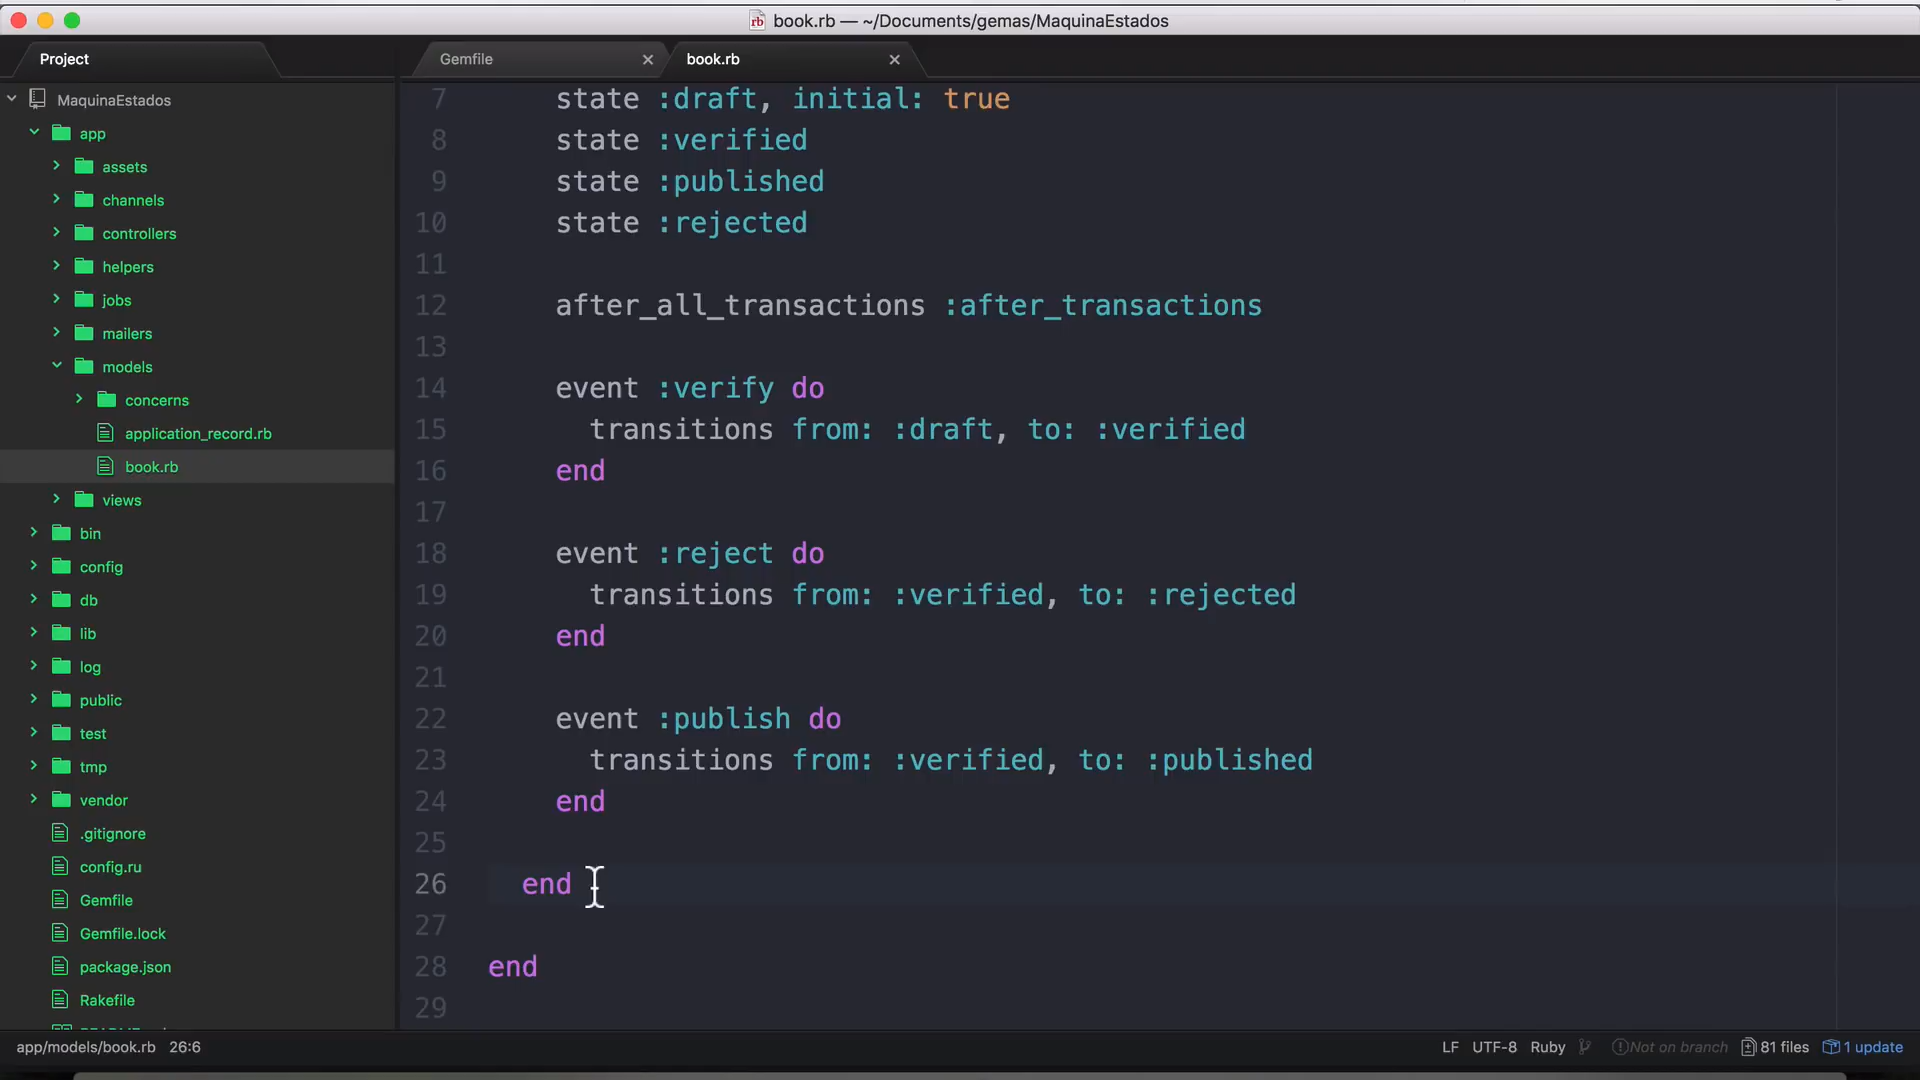 book.rb — ~/Documents/gemas/MaquinaEstados
Project
Gemfile
book.rb
MaquinaEstados
app
assets
channels
controllers
helpers
jobs
mailers
models
concerns
application_record.rb
book.rb
views
bin
config
db
lib
log
public
test
tmp
vendor
.gitignore
config.ru
Gemfile
Gemfile.lock
package.json
Rakefile
7 state :draft, initial: true
8 state :verified
9 state :published
10 state :rejected
11
12 after_all_transactions :after_transactions
13
14 event :verify do
15 transitions from: :draft, to: :verified
16 end
17
18 event :reject do
19 transitions from: :verified, to: :rejected
20 end
21
22 event :publish do
23 transitions from: :verified, to: :published
24 end
25
26 end
27
28 end
29
app/models/book.rb 26:6
LF UTF-8 Ruby Not on branch 81 files 1 update